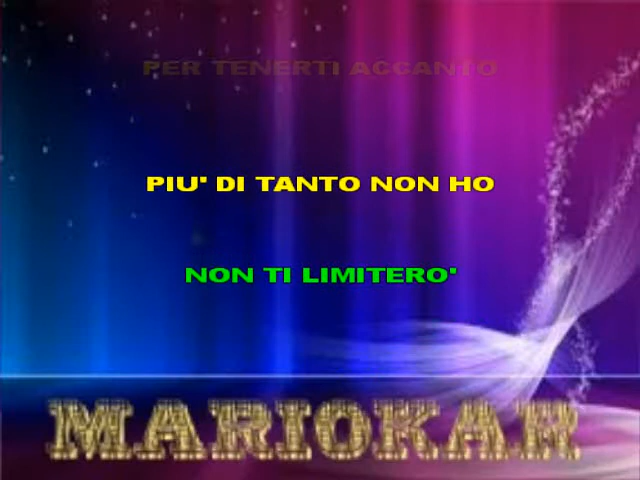 PER TENERTI ACCANTO
PIU' DI TANTO NON HO
NON TI LIMITERO'
MARIOKAR